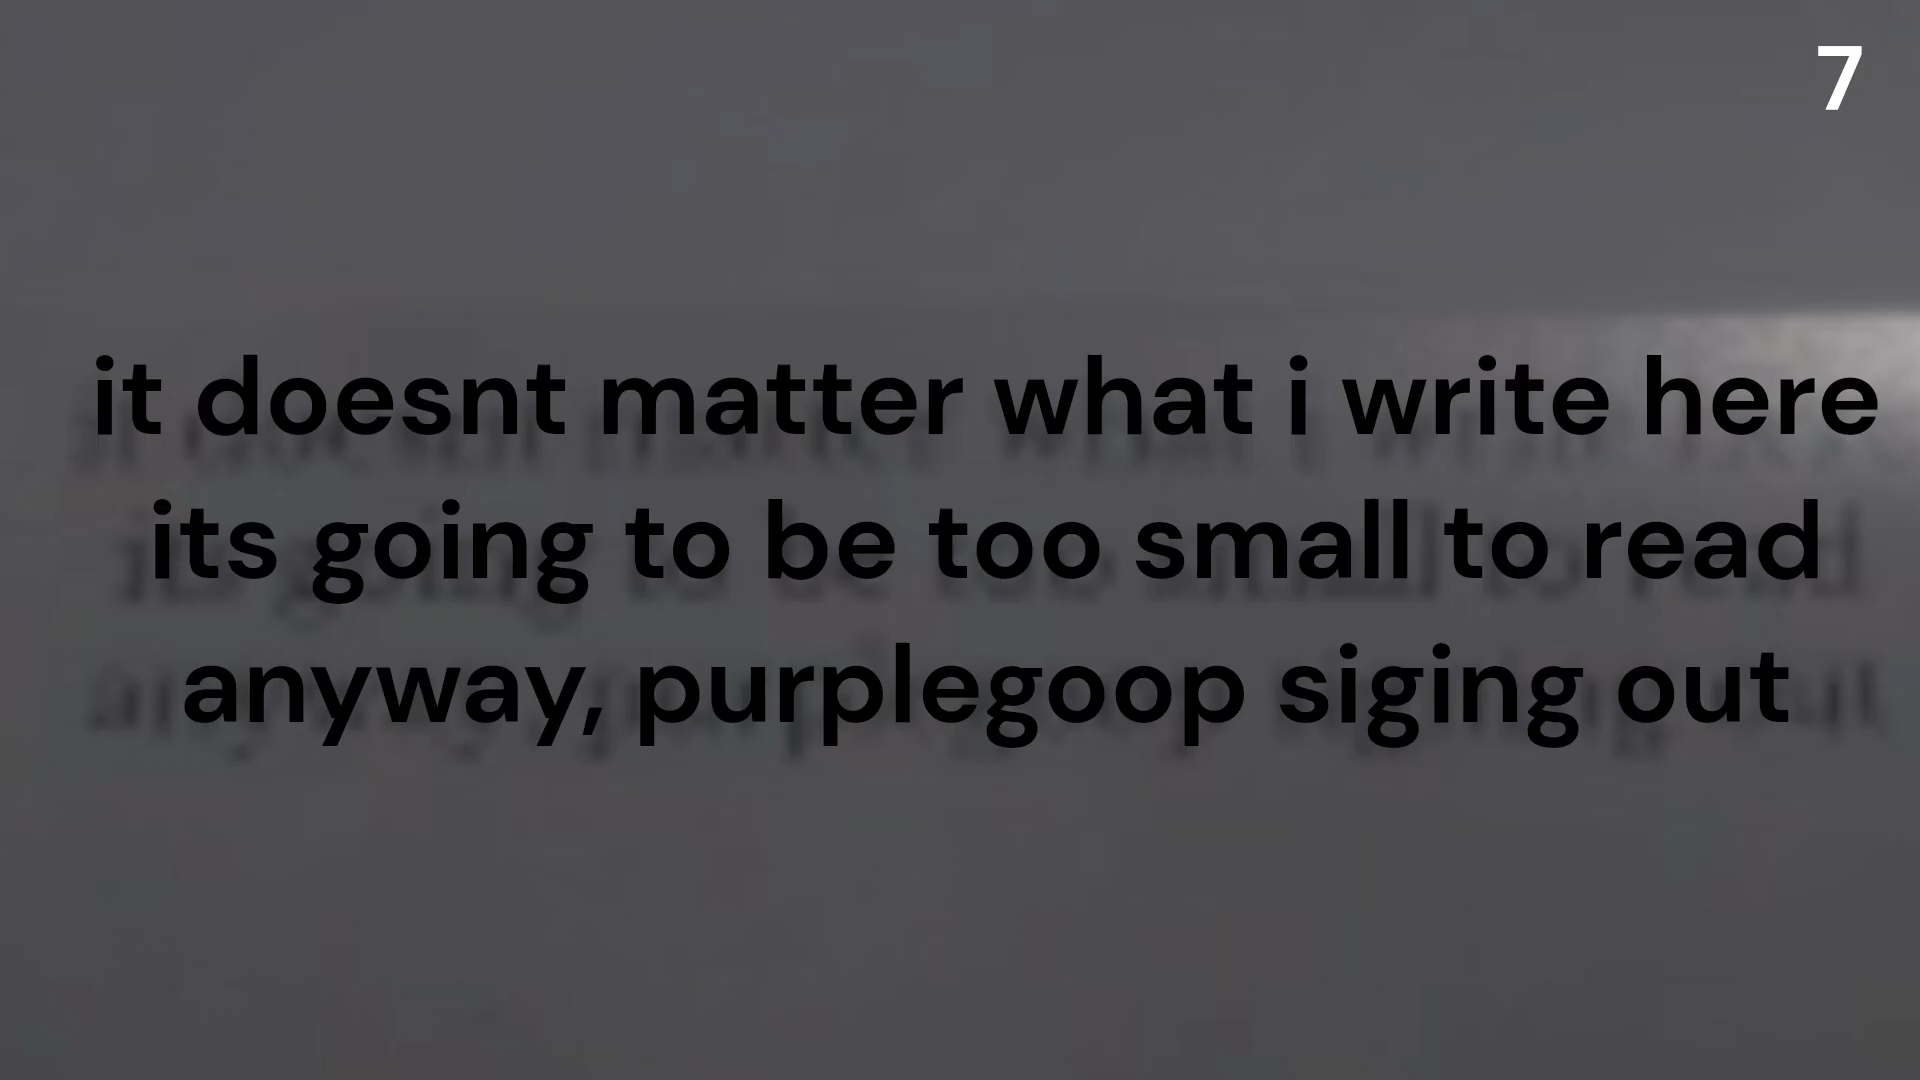 7
it doesnt matter what i write here
its going to be too small to read
anyway, purplegoop siging out